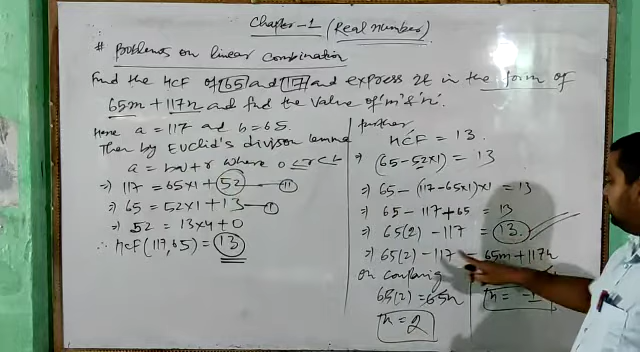 Chapter-1 (Real number)
# Problems on linear combination
Find the HCF of 65 and 117 and express it in the form of
65m + 117n and find the value of 'm' & 'n'.
Here a = 117 and b = 65.
Then by Euclid's division lemma
a = bq + r where 0 ≤ r < b
⇒ 117 = 65×1 + 52 — (ii)
⇒ 65 = 52×1 + 13 — (i)
⇒ 52 = 13×4 + 0
∴ HCF (117, 65) = 13
further
HCF = 13.
⇒ (65 - 52×1) = 13
⇒ 65 - (117 - 65×1)×1 = 13
⇒ 65 - 117 + 65 = 13
⇒ 65(2) - 117 = 13.
⇒ 65(2) - 117 = 65m + 117n
on comparing
65(2) = 65m
n = -1
= 2